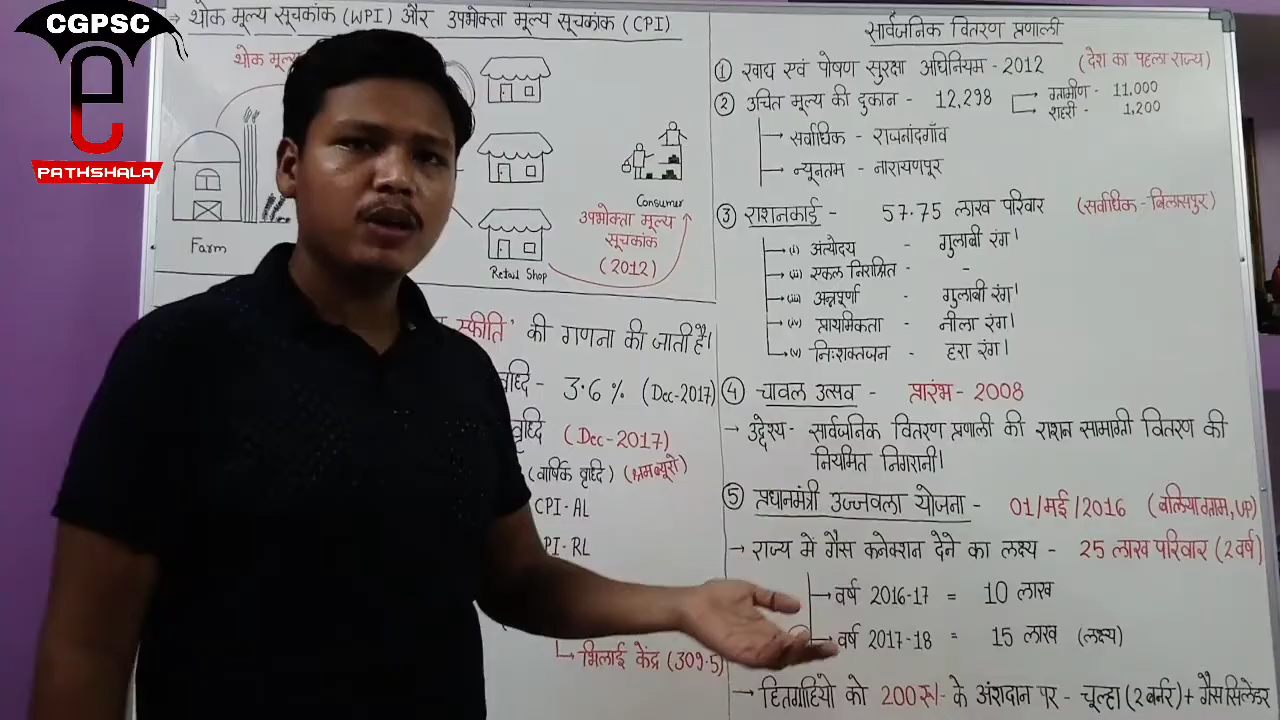 CGPSC
e
PATHSHALA
थोक मूल्य सूचकांक (WPI) और उपभोक्ता मूल्य सूचकांक (CPI)
थोक मूल्य
Farm
Retail Shop
Consumer
उपभोक्ता मूल्य
सूचकांक
(2012)
स्फीति' की गणना की जाती है।
वृध्दि - 3.6 % (Dec-2017)
वृध्दि (Dec-2017)
(वार्षिक वृध्दि) (श्रमब्यूरो)
CPI-AL
PI-RL
भिलाई केंद्र (309.5)
सार्वजनिक वितरण प्रणाली
① खाद्य एवं पोषण सुरक्षा अधिनियम - 2012 (देश का पहला राज्य)
② उचित मूल्य की दुकान - 12,298
ग्रामीण - 11,000
शहरी - 1,200
सर्वाधिक - राजनांदगाँव
न्यूनतम - नारायणपूर
③ राशनकार्ड - 57.75 लाख परिवार (सर्वाधिक - बिलासपुर)
(i) अंत्योदय - गुलाबी रंग।
(ii) एकल निराश्रित - -
(iii) अन्नपूर्णा - गुलाबी रंग।
(iv) प्राथमिकता - नीला रंग।
(v) निःशक्तजन - हरा रंग।
④ चावल उत्सव - प्रारंभ - 2008
→ उद्देश्य - सार्वजनिक वितरण प्रणाली की राशन सामाग्री वितरण की
नियमित निगरानी।
⑤ प्रधानमंत्री उज्जवला योजना - 01/मई/2016 (बलियाग्राम, UP)
→ राज्य में गैस कनेक्शन देने का लक्ष्य - 25 लाख परिवार (2 वर्ष)
→ वर्ष 2016-17 = 10 लाख
→ वर्ष 2017-18 = 15 लाख (लक्ष्य)
→ हितग्राहियो को 200 रू- के अंशदान पर - चूल्हा (2 बर्नर) + गैस सिलेंडर